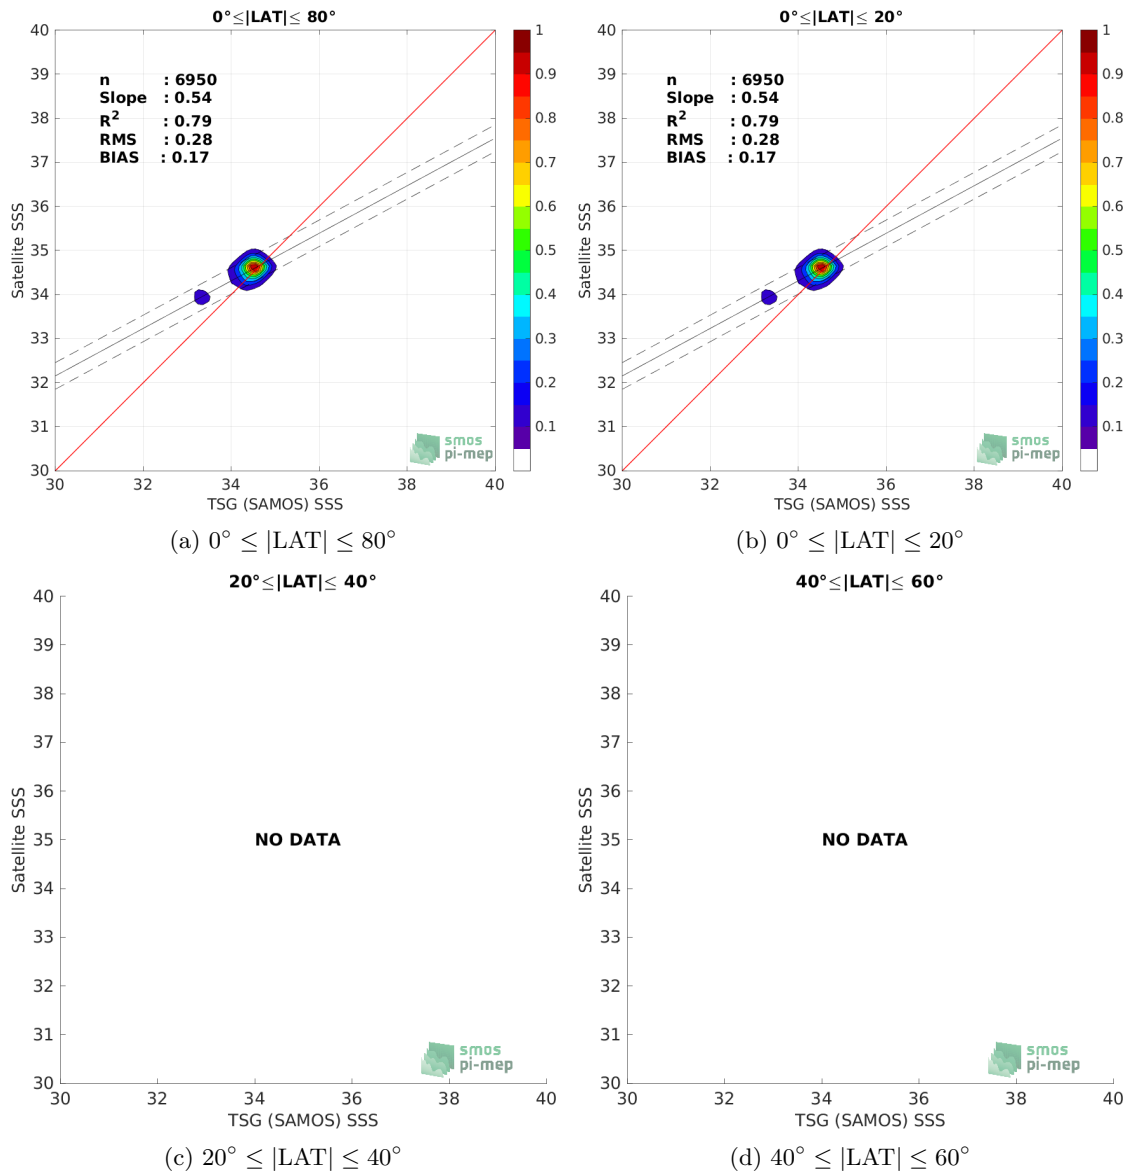 0°≤|LAT|≤ 80°
40
39
38
37
36
35
34
33
32
31
30
Satellite SSS
n : 6950
Slope : 0.54
R2 : 0.79
RMS : 0.28
BIAS : 0.17
smos
pi-mep
30 32 34 36 38 40
TSG (SAMOS) SSS
1
0.9
0.8
0.7
0.6
0.5
0.4
0.3
0.2
0.1
(a) 0° ≤ |LAT| ≤ 80°
0°≤|LAT|≤ 20°
40
39
38
37
36
35
34
33
32
31
30
Satellite SSS
n : 6950
Slope : 0.54
R2 : 0.79
RMS : 0.28
BIAS : 0.17
smos
pi-mep
30 32 34 36 38 40
TSG (SAMOS) SSS
1
0.9
0.8
0.7
0.6
0.5
0.4
0.3
0.2
0.1
(b) 0° ≤ |LAT| ≤ 20°
20°≤|LAT|≤ 40°
40
39
38
37
36
35
34
33
32
31
30
Satellite SSS
NO DATA
smos
pi-mep
30 32 34 36 38 40
TSG (SAMOS) SSS
(c) 20° ≤ |LAT| ≤ 40°
40°≤|LAT|≤ 60°
40
39
38
37
36
35
34
33
32
31
30
Satellite SSS
NO DATA
smos
pi-mep
30 32 34 36 38 40
TSG (SAMOS) SSS
(d) 40° ≤ |LAT| ≤ 60°